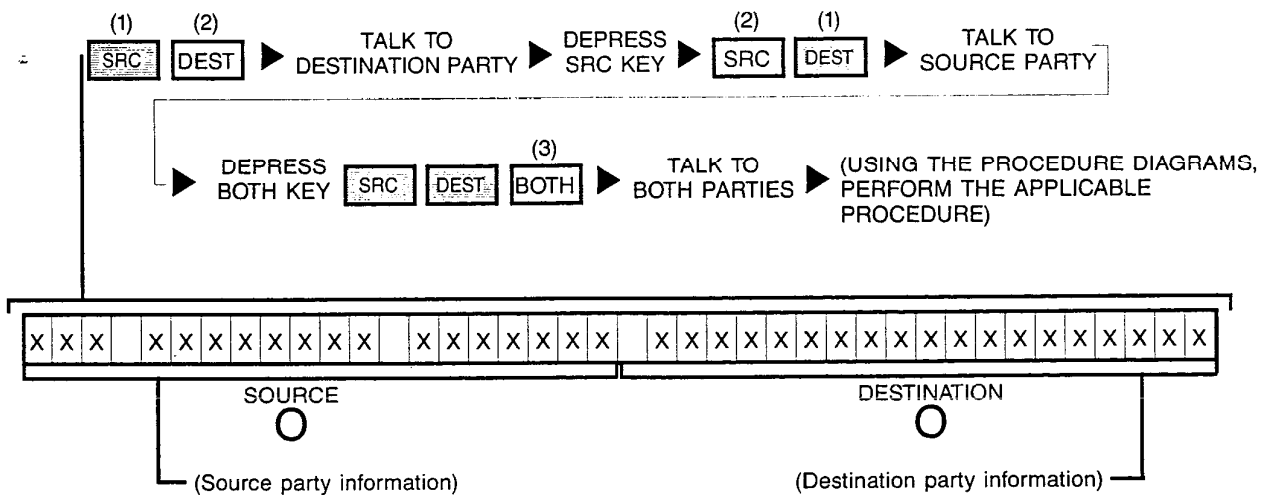 (1) (2) (2) (1)
SRC DEST TALK TO DESTINATION PARTY DEPRESS SRC KEY SRC DEST TALK TO SOURCE PARTY
(3)
DEPRESS BOTH KEY SRC DEST BOTH TALK TO BOTH PARTIES (USING THE PROCEDURE DIAGRAMS, PERFORM THE APPLICABLE PROCEDURE)
X X X X X X X X X X X X X X X X X X X X X X X X X X X X X X X X X X X X X
SOURCE DESTINATION
(Source party information) (Destination party information)